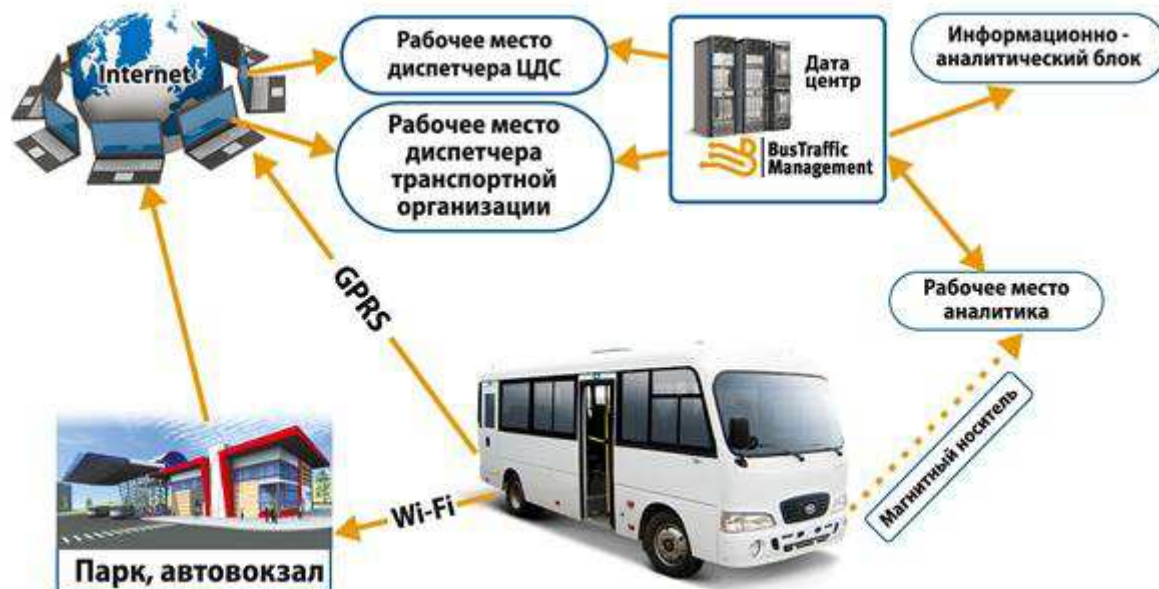 Internet
Рабочее место
диспетчера ЦДС
Рабочее место
диспетчера
транспортной
организации
Дата
центр
BusTraffic
Management
Информационно -
аналитический блок
Рабочее место
аналитика
GPRS
Wi-Fi
Магнитный носитель
Парк, автовокзал